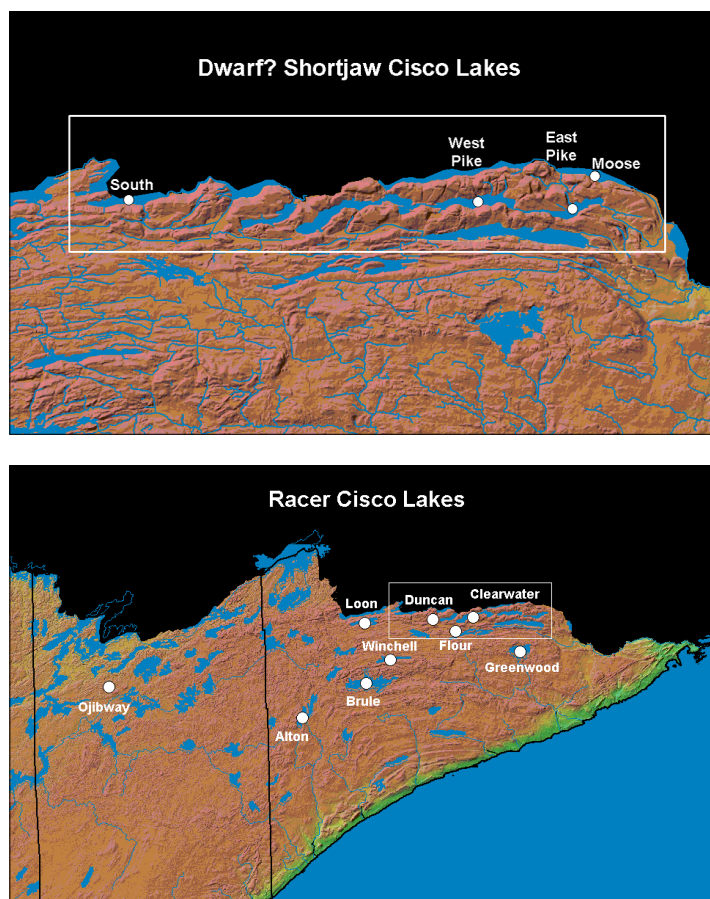 Dwarf? Shortjaw Cisco Lakes
West
Pike
East
Pike
Moose
South
Racer Cisco Lakes
Loon
Duncan
Clearwater
Winchell
Flour
Greenwood
Ojibway
Brule
Alton